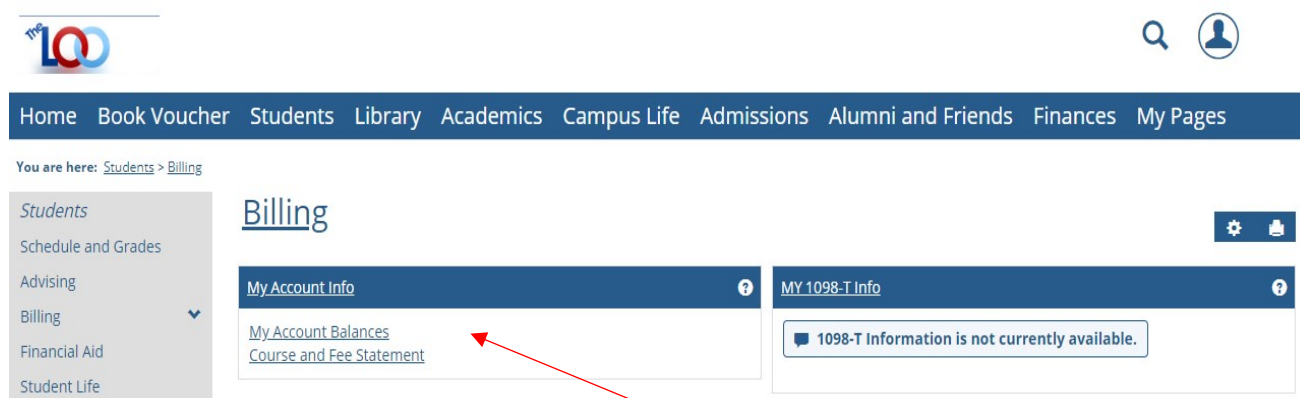 The 100
Home Book Voucher Students Library Academics Campus Life Admissions Alumni and Friends Finances My Pages
You are here: Students > Billing
Students
Schedule and Grades
Advising
Billing
Financial Aid
Student Life
Billing
My Account Info ?
My Account Balances
Course and Fee Statement
MY 1098-T Info ?
1098-T Information is not currently available.